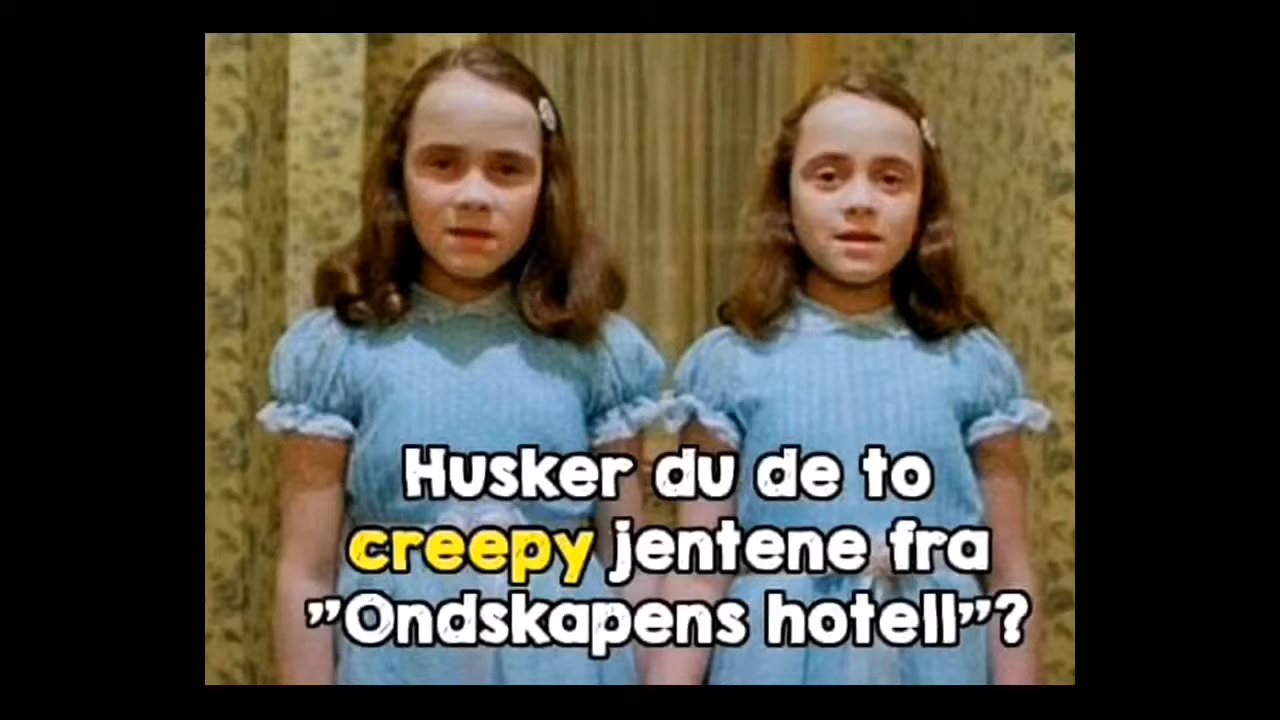 Husker du de to
creepy jentene fra
”Ondskapens hotell”?